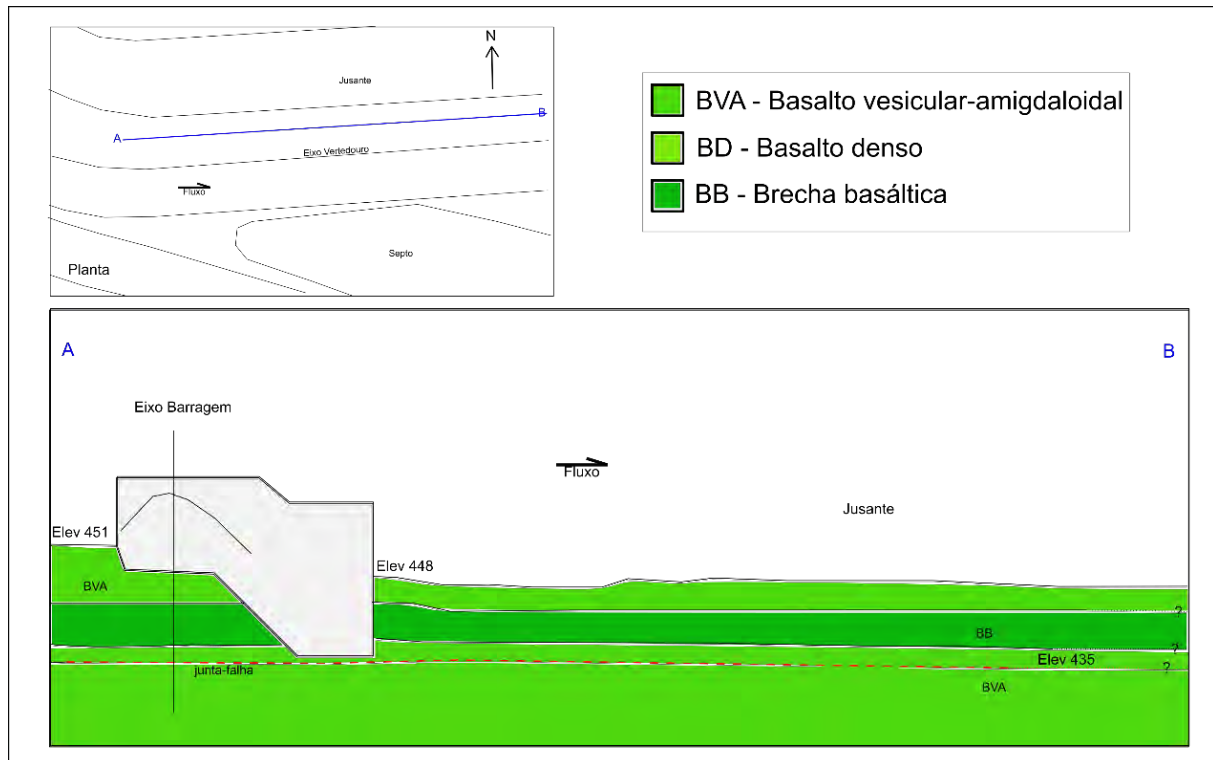 N
Jusante
A
B
Eixo Vertedouro
Fluxo
Septo
Planta
BVA - Basalto vesicular-amigdaloidal
BD - Basalto denso
BB - Brecha basáltica
A
B
Eixo Barragem
Fluxo
Jusante
Elev 451
Elev 448
BVA
?
BB
?
Elev 435
junta-falha
?
BVA